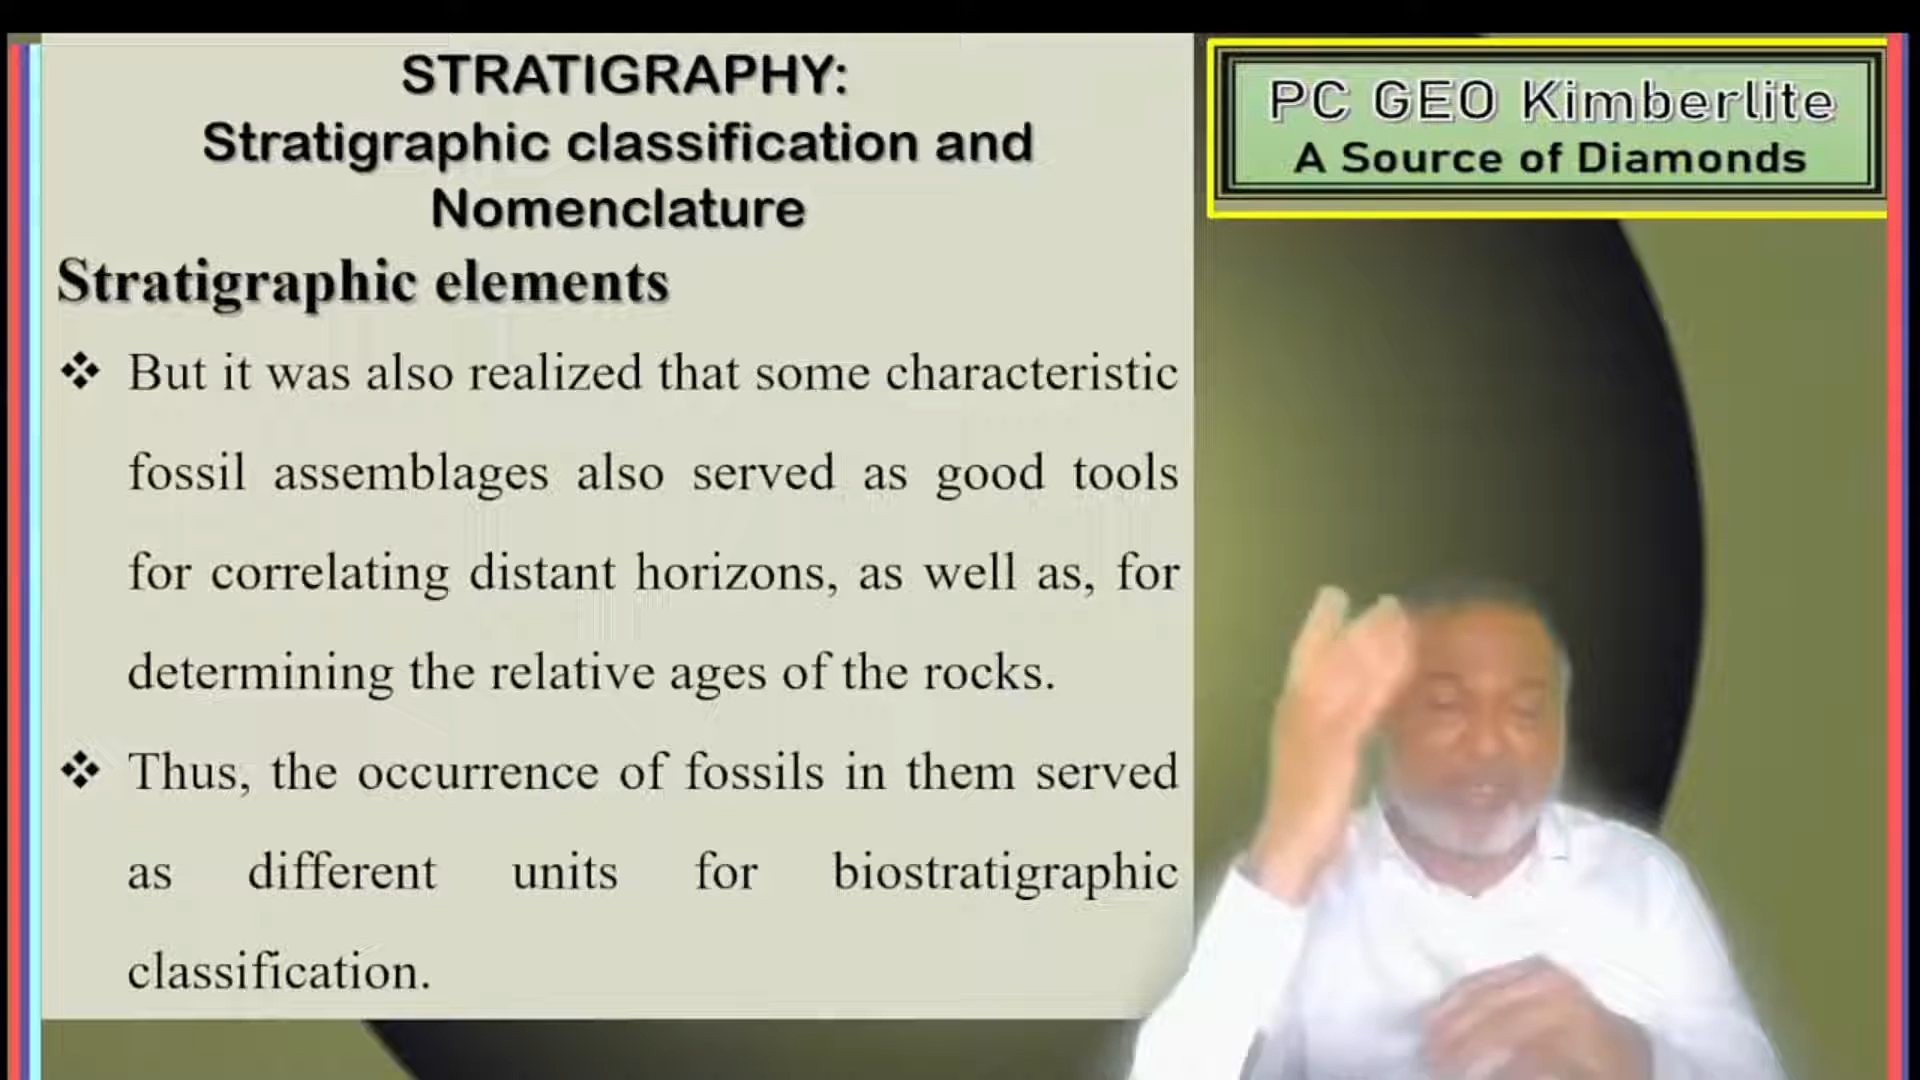 STRATIGRAPHY:
Stratigraphic classification and
Nomenclature
Stratigraphic elements
But it was also realized that some characteristic
fossil assemblages also served as good tools
for correlating distant horizons, as well as, for
determining the relative ages of the rocks.
Thus, the occurrence of fossils in them served
as different units for biostratigraphic
classification.
PC GEO Kimberlite
A Source of Diamonds